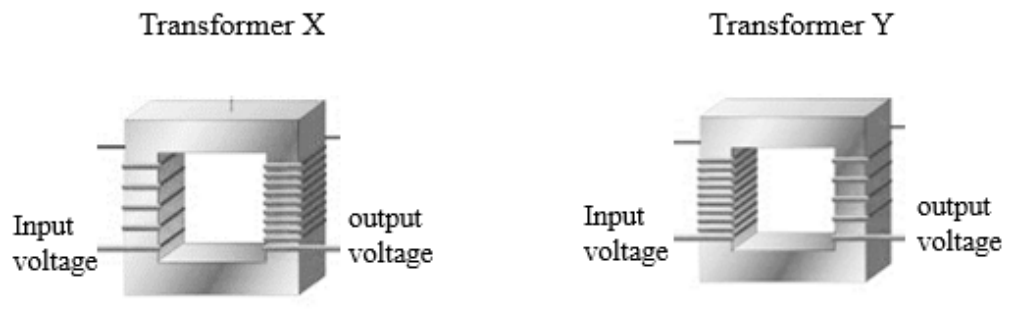 Transformer X
Transformer Y
Input
voltage
output
voltage
Input
voltage
output
voltage